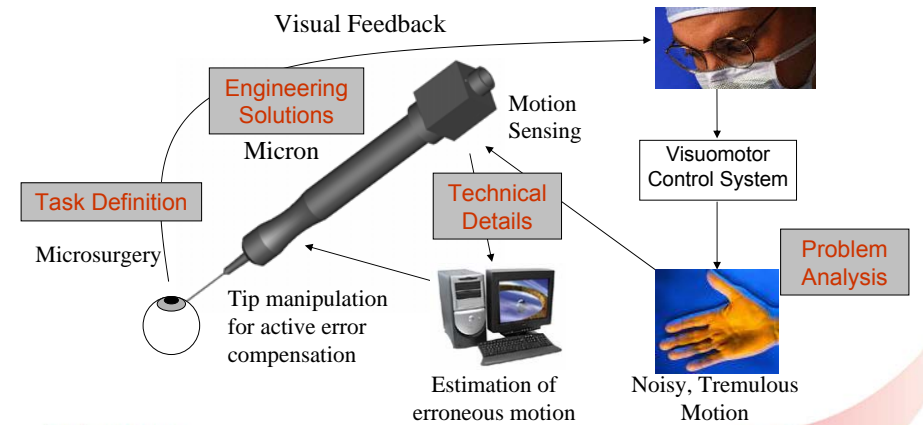 Visual Feedback
Engineering
Solutions
Micron
Motion
Sensing
Visuomotor
Control System
Task Definition
Technical
Details
Problem
Analysis
Microsurgery
Tip manipulation
for active error
compensation
Estimation of
erroneous motion
Noisy, Tremulous
Motion